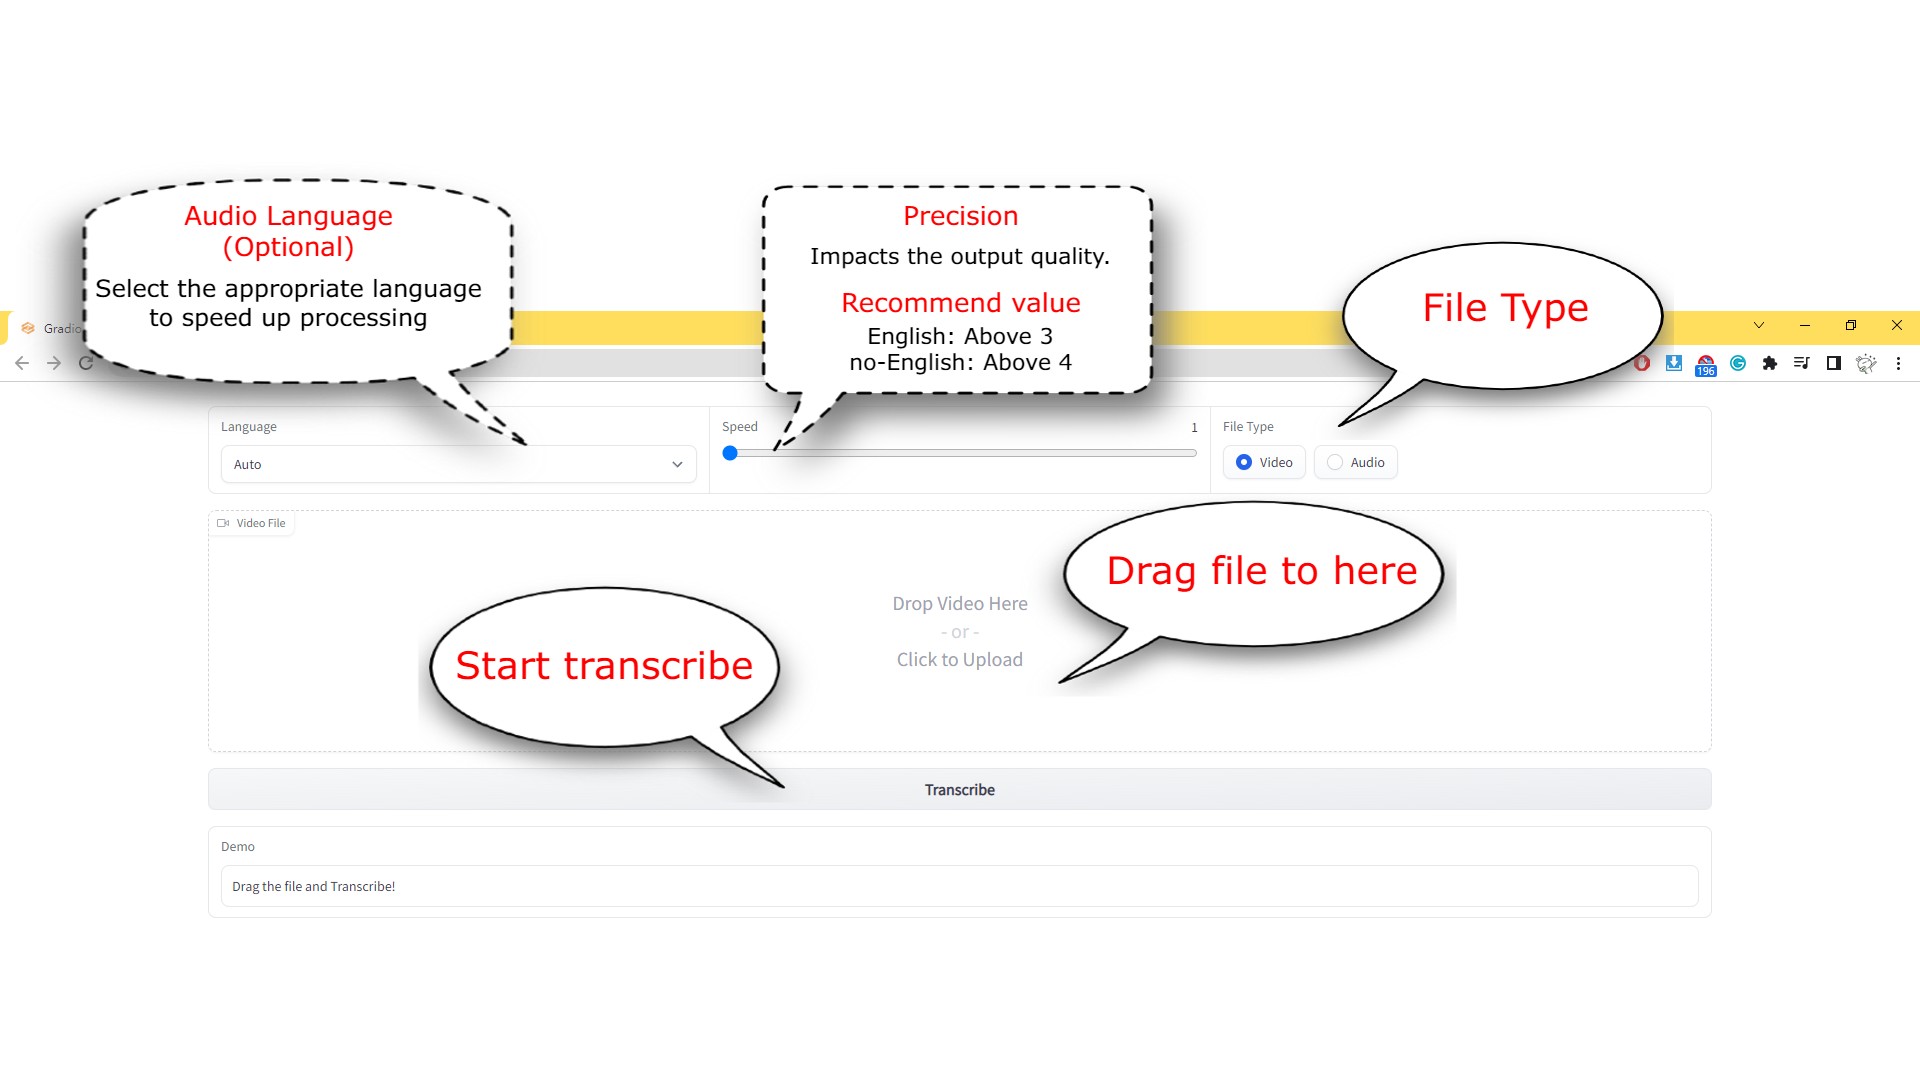 Audio Language
(Optional)
Select the appropriate language
to speed up processing
Precision
Impacts the output quality.
Recommend value
English: Above 3
no-English: Above 4
File Type
196
Language
Auto
Speed
1
File Type
Video
Audio
Video File
Drop Video Here
- or -
Click to Upload
Drag file to here
Start transcribe
Transcribe
Demo
Drag the file and Transcribe!